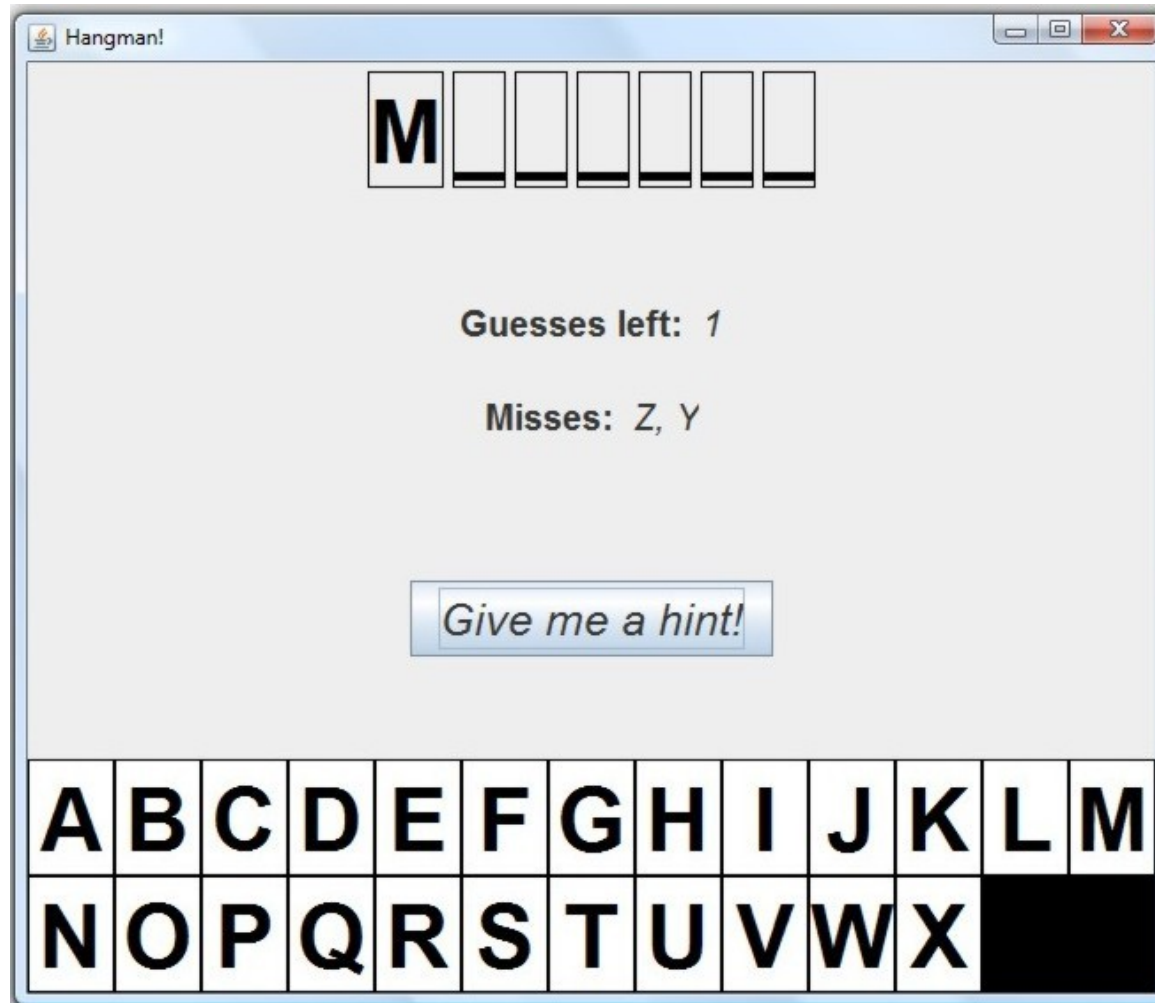 Hangman!
M _ _ _ _ _ _
Guesses left: 1
Misses: Z, Y
Give me a hint!
A B C D E F G H I J K L M
N O P Q R S T U V W X